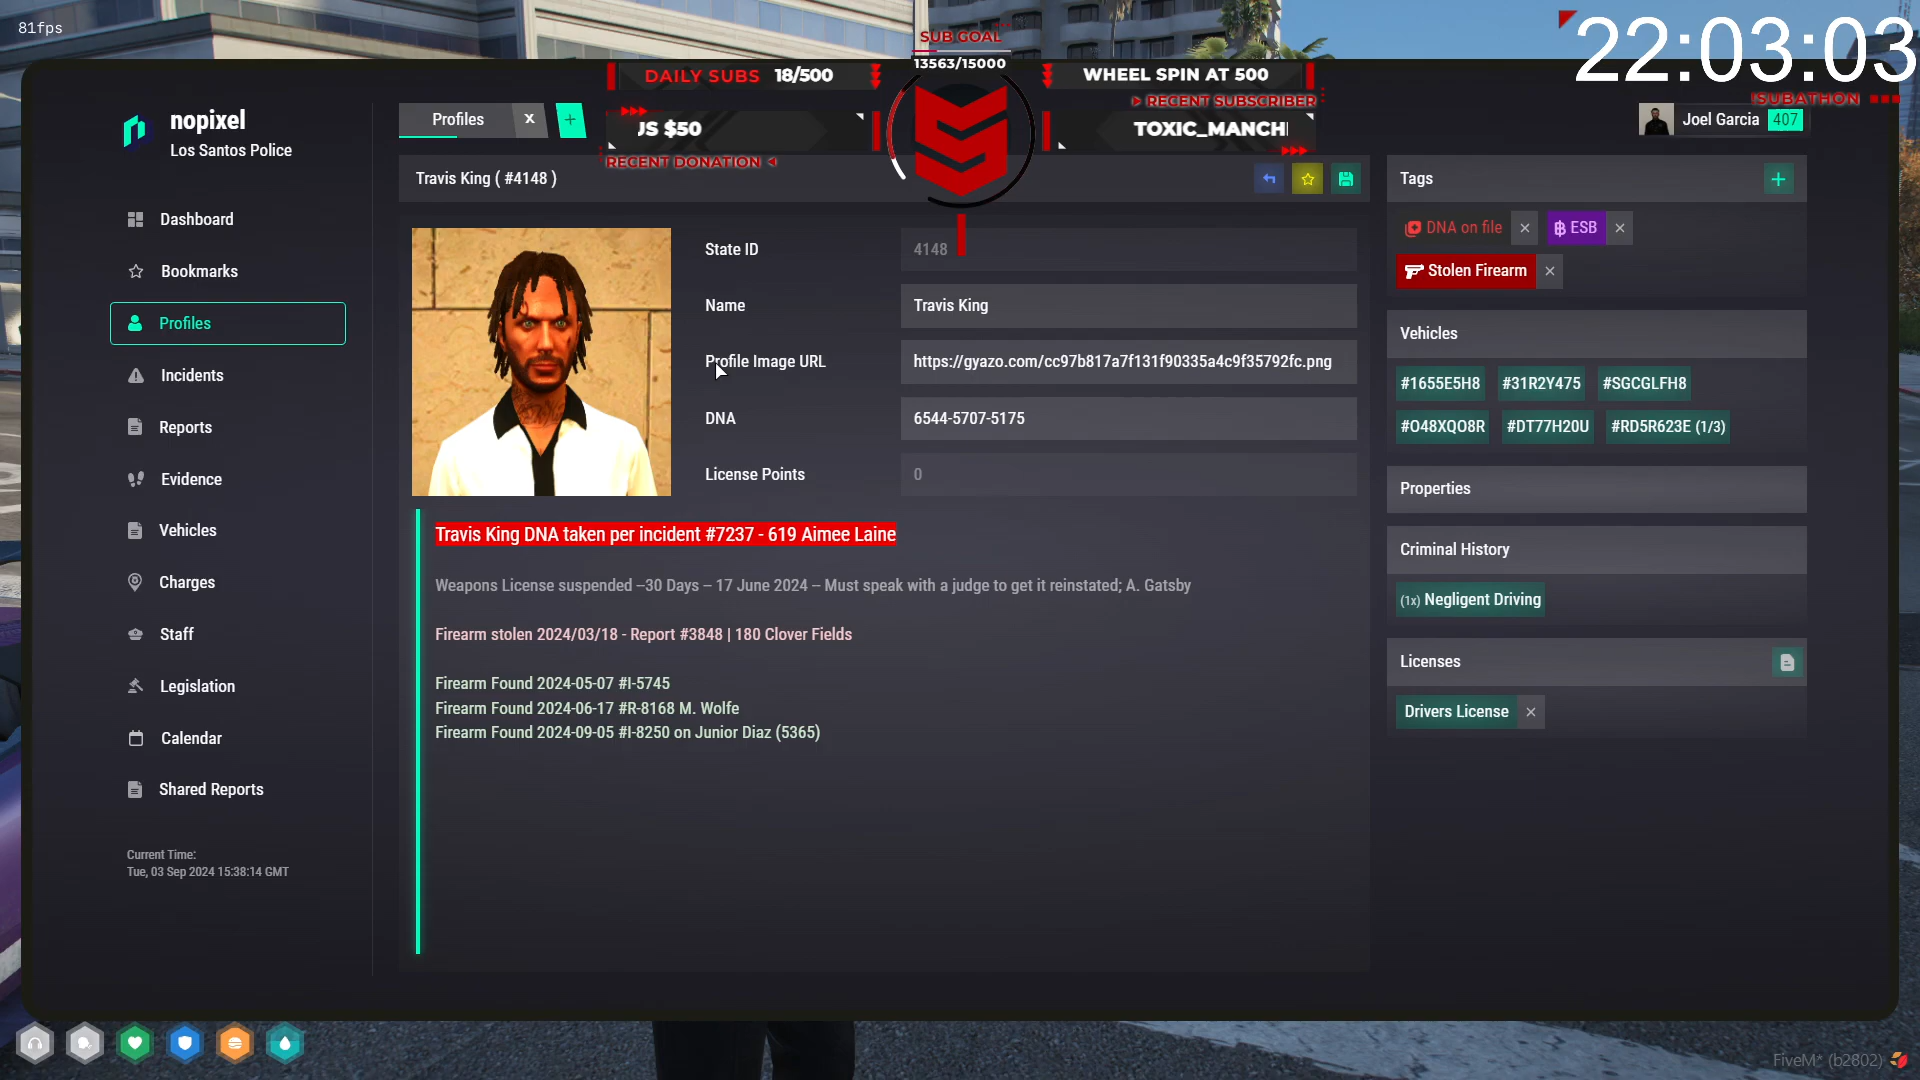 81fps
SUB GOAL
13563/15000
DAILY SUBS 18/500
WHEEL SPIN AT 500
RECENT SUBSCRIBER
22:03:03
!SUBATHON
nopixel
Los Santos Police
Profiles x +
US $50
TOXIC_MANCHI
RECENT DONATION
Joel Garcia 407
Travis King ( #4148 )
Dashboard
Bookmarks
Profiles
Incidents
Reports
Evidence
Vehicles
Charges
Staff
Legislation
Calendar
Shared Reports
Current Time:
Tue, 03 Sep 2024 15:38:14 GMT
State ID 4148
Name Travis King
Profile Image URL https://gyazo.com/cc97b817a7f131f90335a4c9f35792fc.png
DNA 6544-5707-5175
License Points 0
Travis King DNA taken per incident #7237 - 619 Aimee Laine
Weapons License suspended --30 Days -- 17 June 2024 -- Must speak with a judge to get it reinstated; A. Gatsby
Firearm stolen 2024/03/18 - Report #3848 | 180 Clover Fields
Firearm Found 2024-05-07 #I-5745
Firearm Found 2024-06-17 #R-8168 M. Wolfe
Firearm Found 2024-09-05 #I-8250 on Junior Diaz (5365)
Tags +
DNA on file × ESB ×
Stolen Firearm ×
Vehicles
#1655E5H8 #31R2Y475 #SGCGLFH8
#O48XQO8R #DT77H20U #RD5R623E (1/3)
Properties
Criminal History
(1x) Negligent Driving
Licenses
Drivers License ×
FiveM* (b2802)